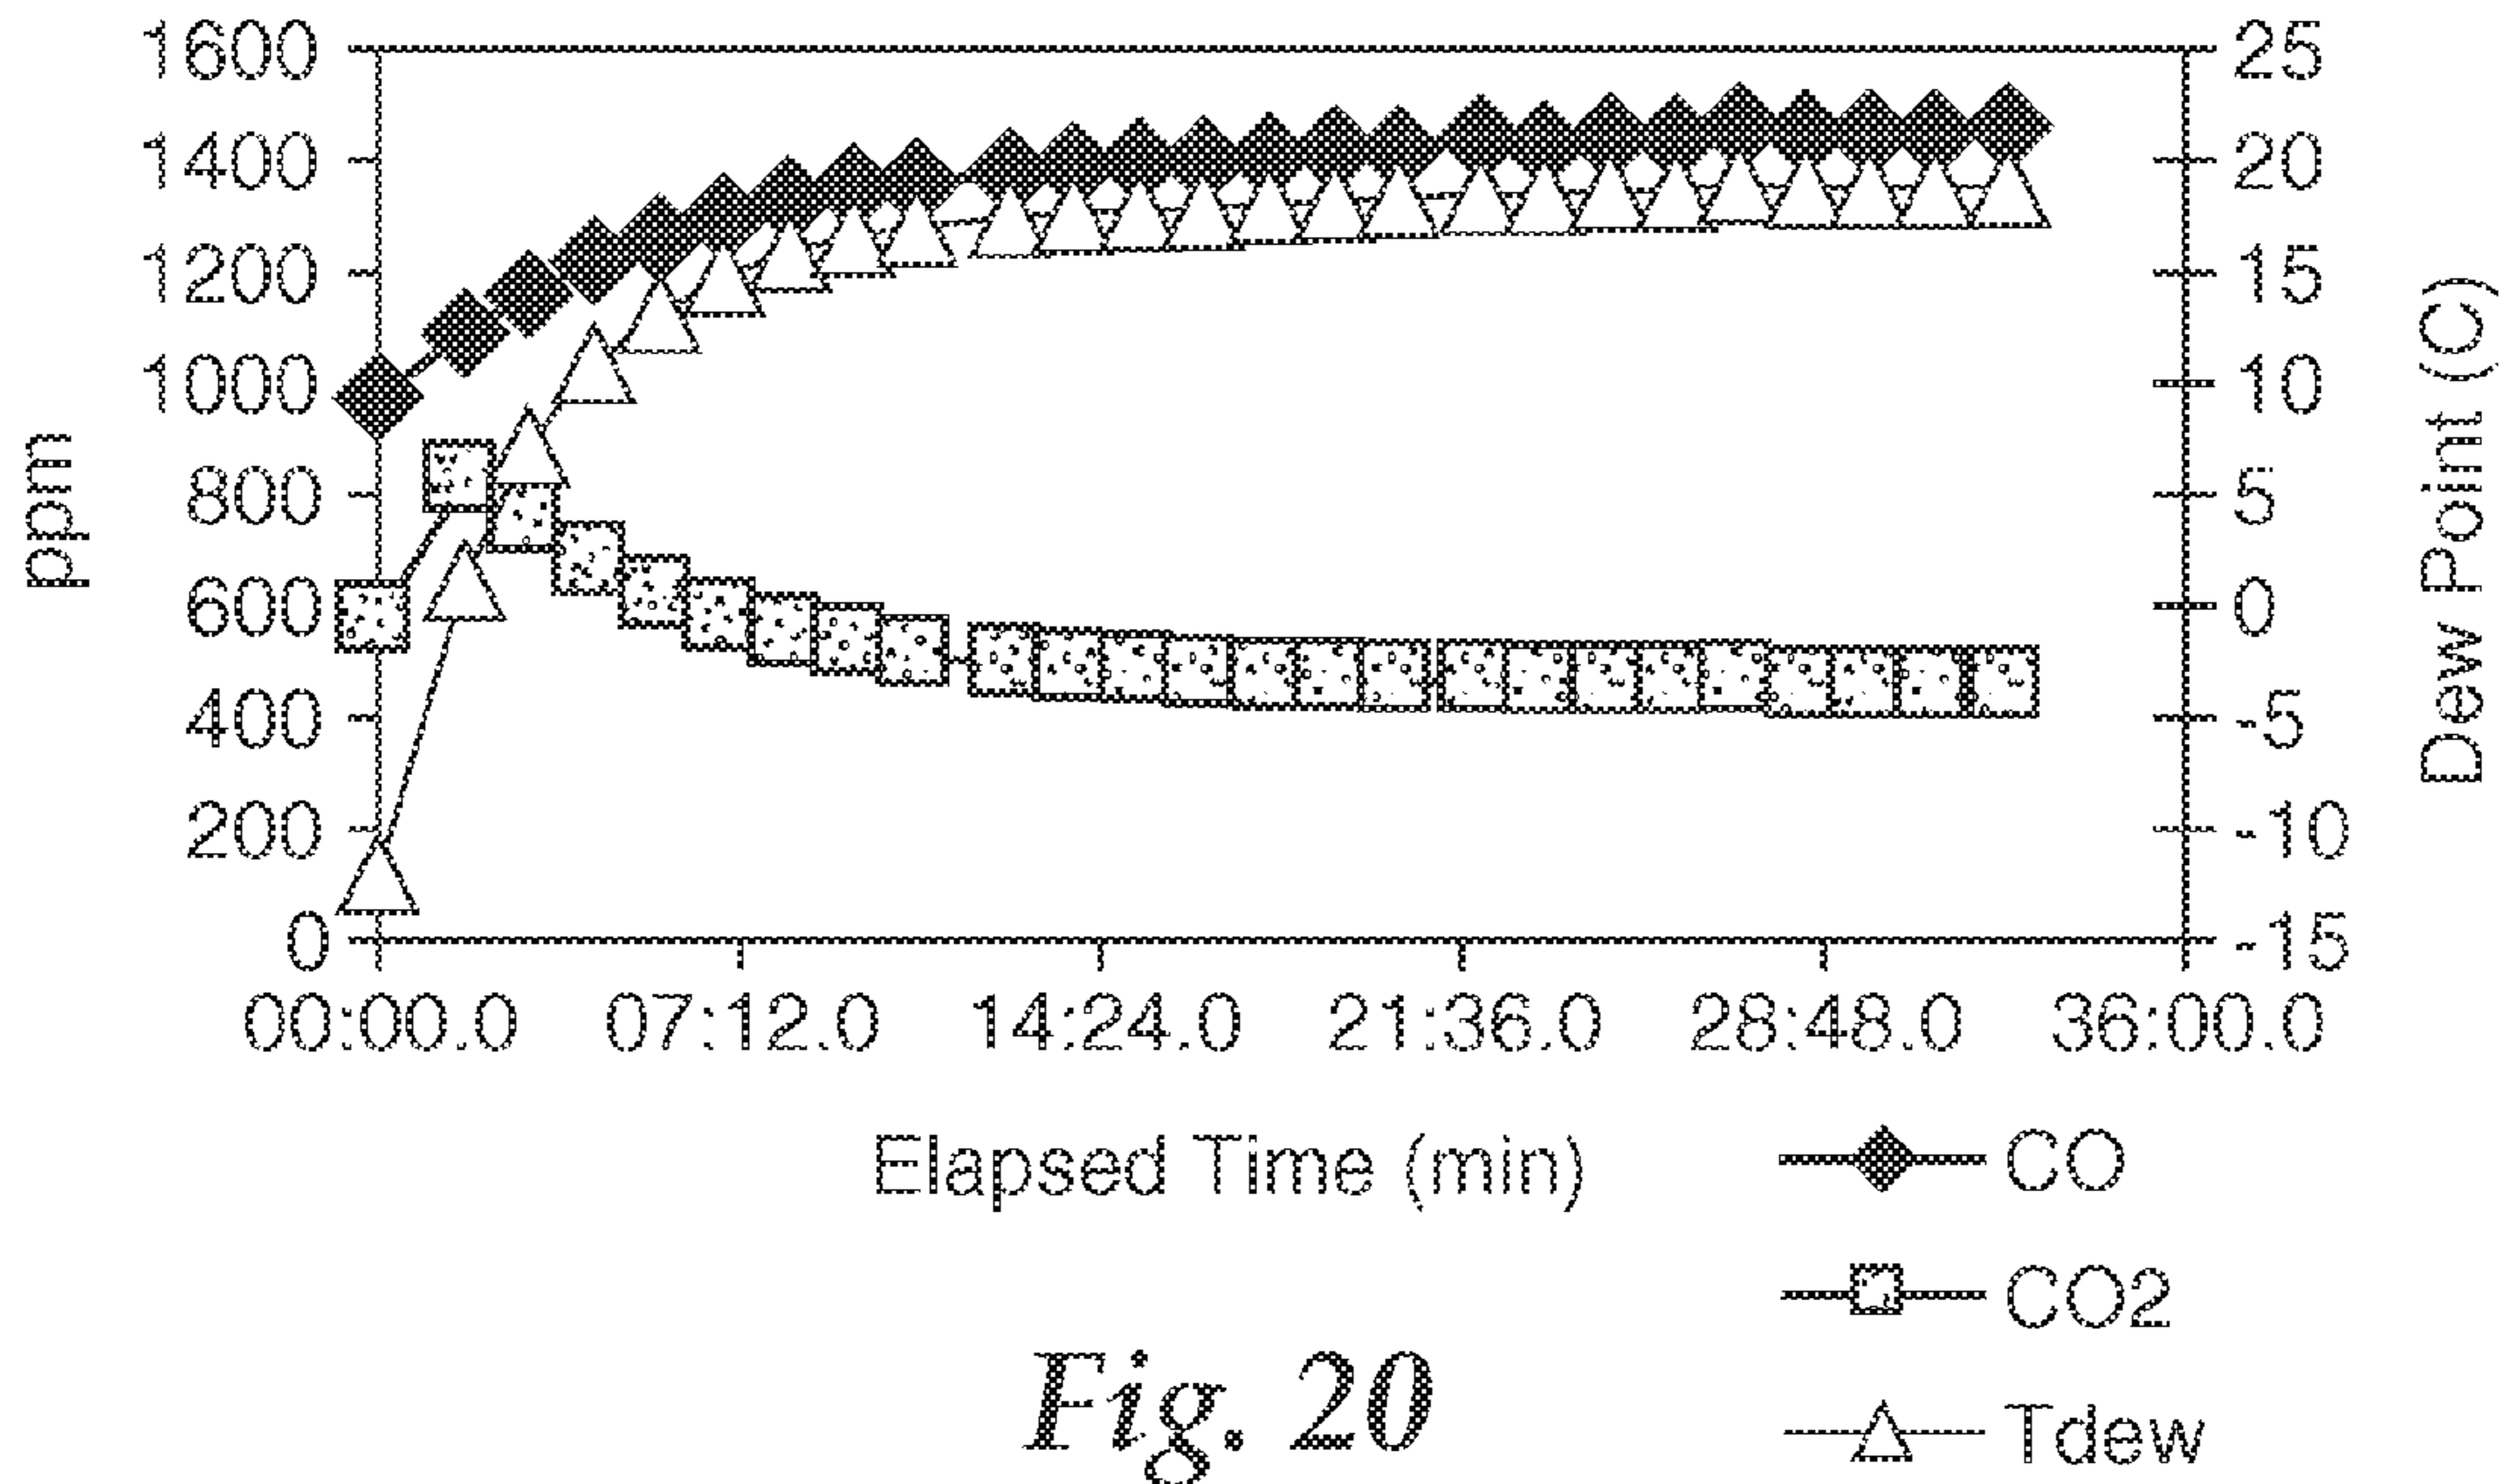 1600
1400
1200
1000
800
600
400
200
0
ppm
25
20
15
10
5
0
-5
-10
-15
Dew Point (C)
00:00.0 07:12.0 14:24.0 21:36.0 28:48.0 36:00.0
Elapsed Time (min)
CO
CO2
Tdew
Fig. 20